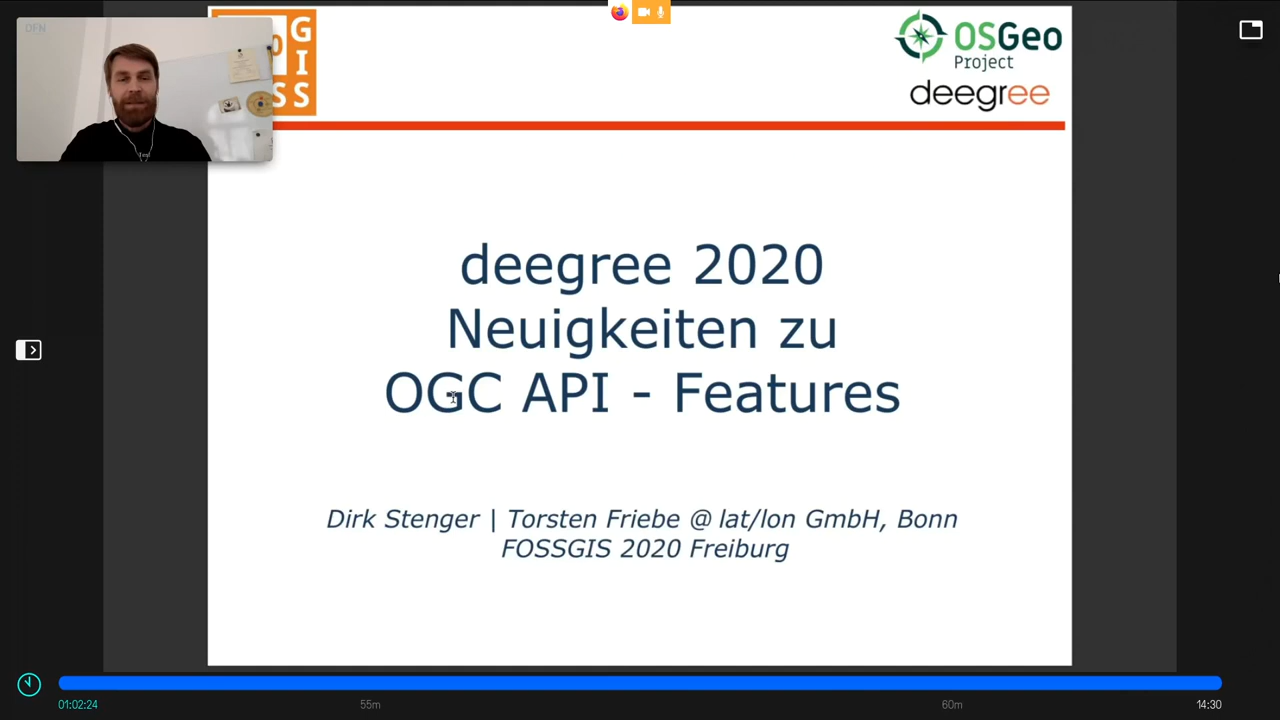 DFN
G
I
S S
OSGeo
Project
deegree
deegree 2020
Neuigkeiten zu
OGC API - Features
Dirk Stenger | Torsten Friebe @ lat/lon GmbH, Bonn
FOSSGIS 2020 Freiburg
01:02:24
55m
60m
14:30